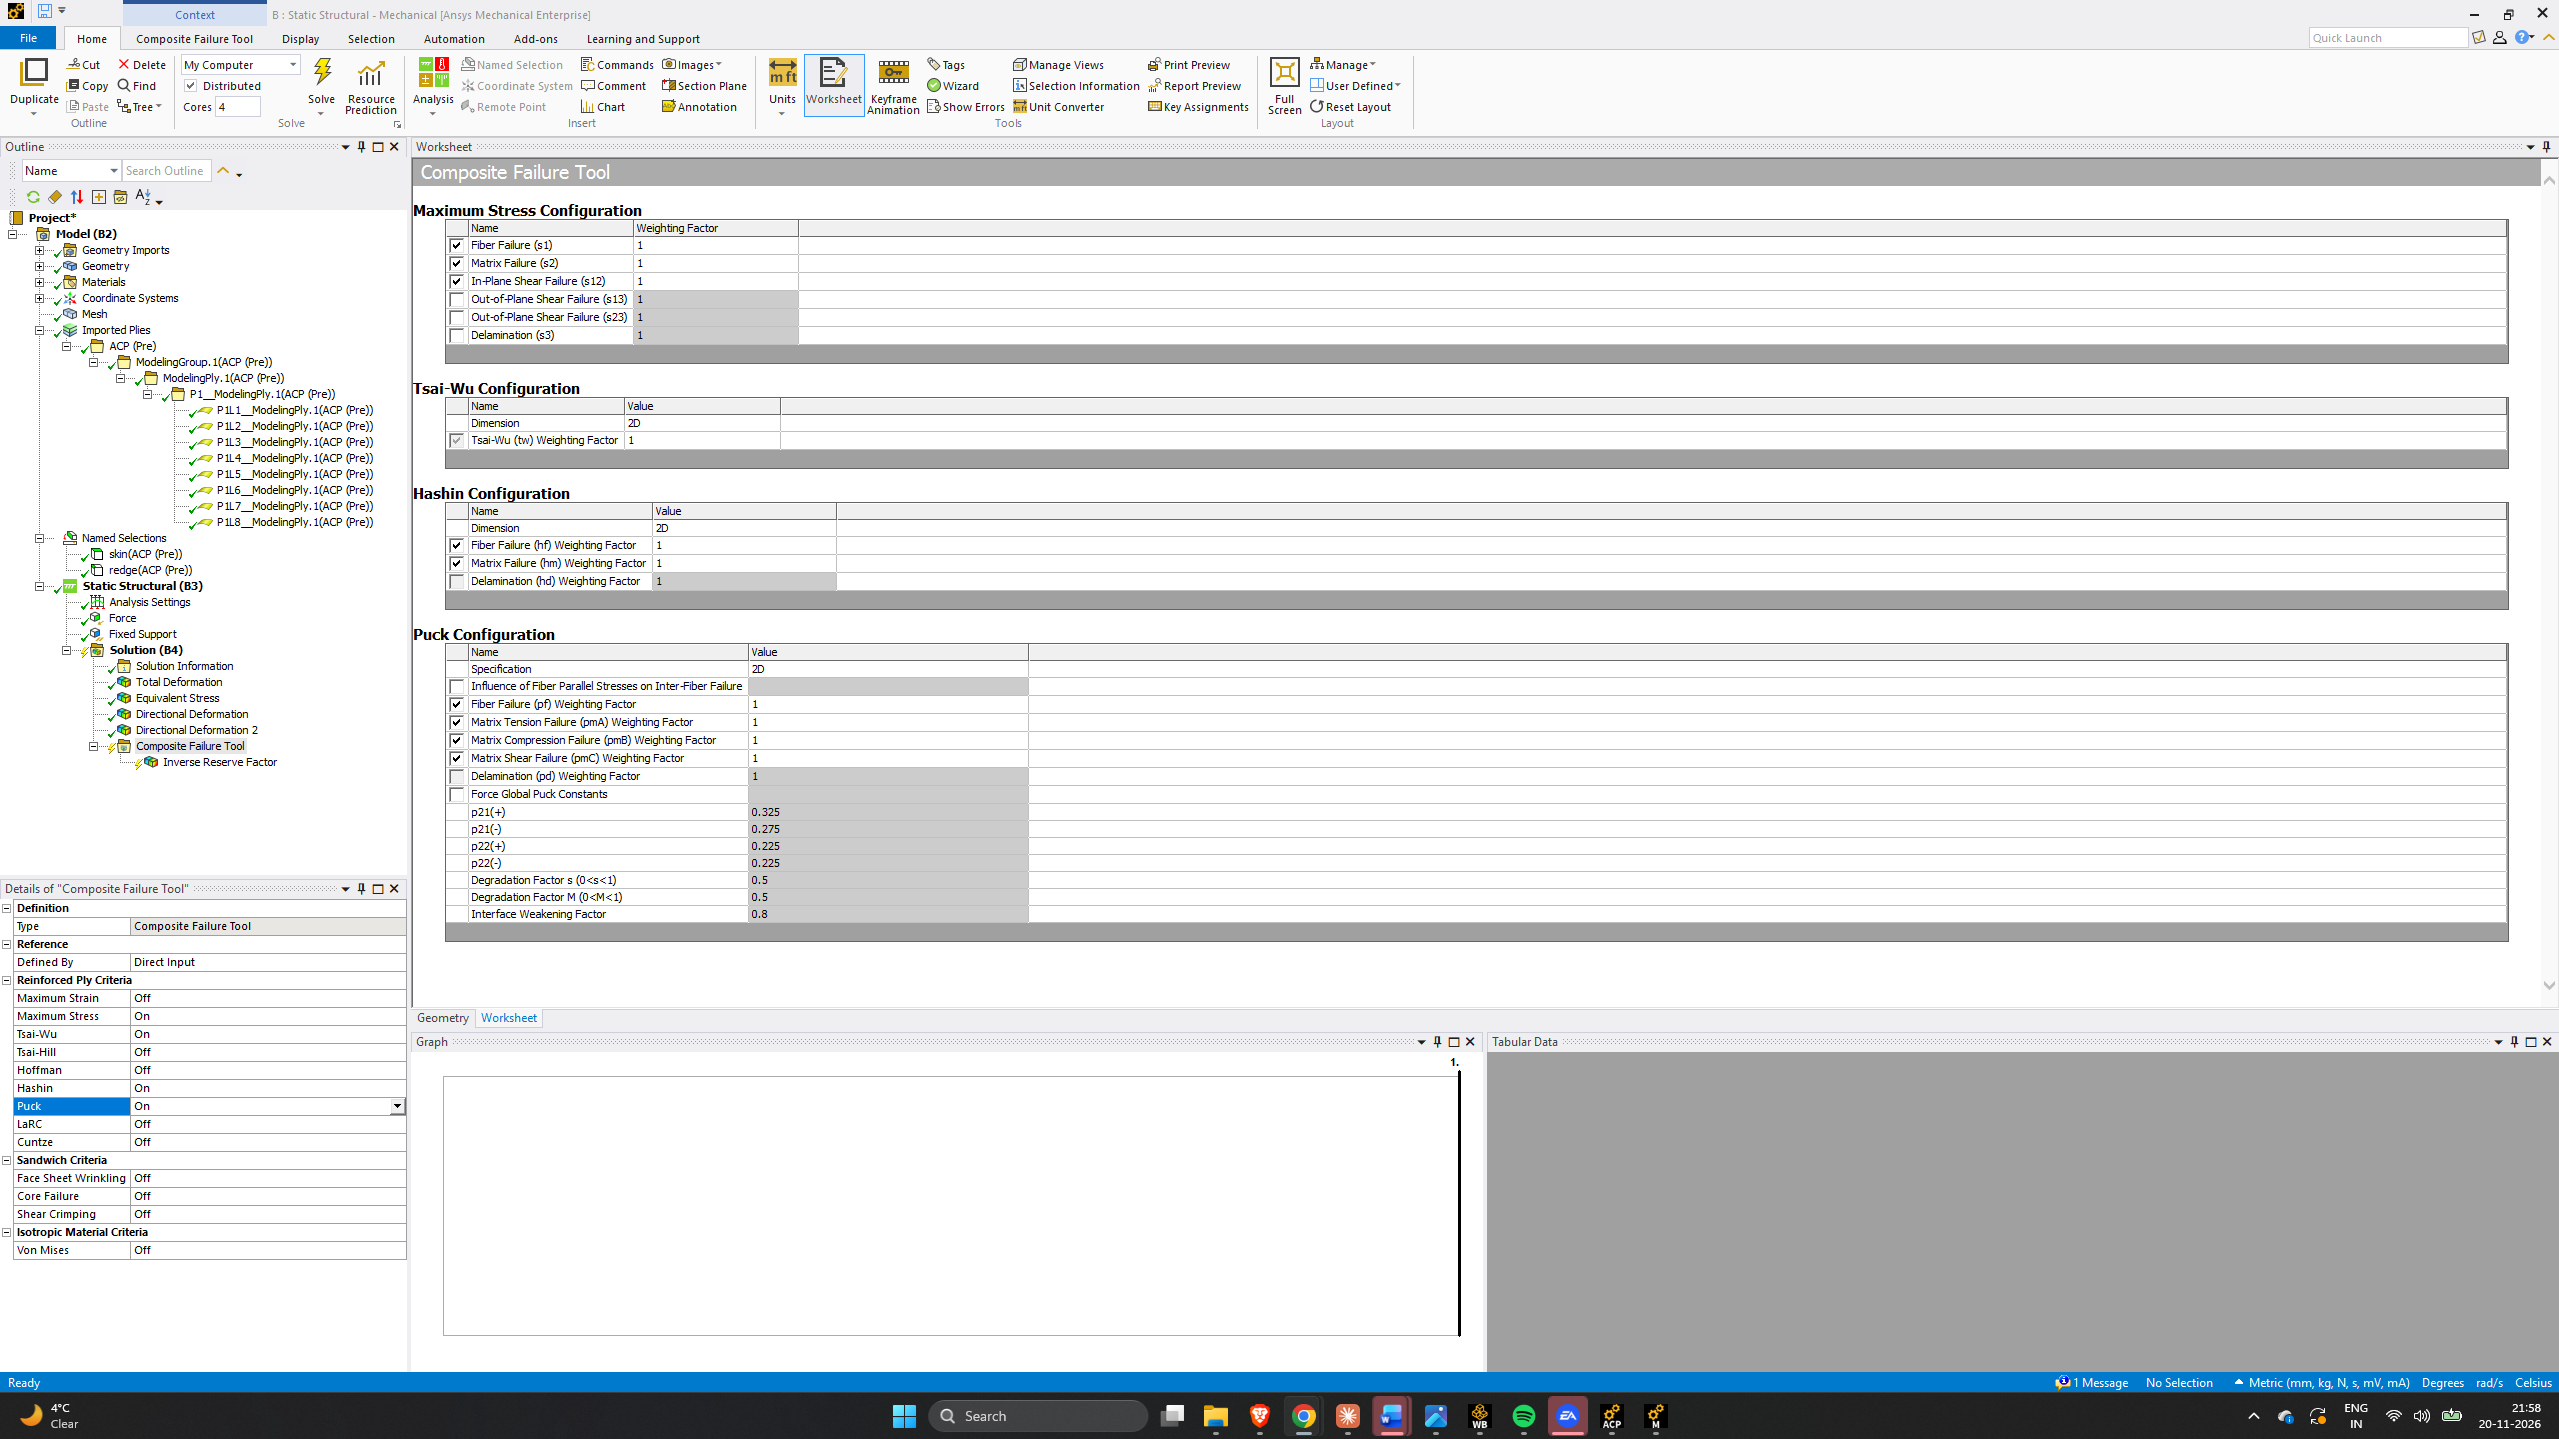 Context
B : Static Structural - Mechanical [Ansys Mechanical Enterprise]
File
Home
Composite Failure Tool
Display
Selection
Automation
Add-ons
Learning and Support
Quick Launch
Duplicate
Cut
Copy
Paste
Delete
Find
Tree
Outline
My Computer
Distributed
Cores 4
Solve
Resource Prediction
Solve
Analysis
Named Selection
Coordinate System
Remote Point
Commands
Comment
Chart
Images
Section Plane
Annotation
Insert
Units
Worksheet
Keyframe Animation
Tags
Wizard
Show Errors
Manage Views
Selection Information
Unit Converter
Print Preview
Report Preview
Key Assignments
Tools
Full Screen
Manage
User Defined
Reset Layout
Layout
Outline
Name
Search Outline
Project*
Model (B2)
Geometry Imports
Geometry
Materials
Coordinate Systems
Mesh
Imported Plies
ACP (Pre)
ModelingGroup.1(ACP (Pre))
ModelingPly.1(ACP (Pre))
P1__ModelingPly.1(ACP (Pre))
P1L1__ModelingPly.1(ACP (Pre))
P1L2__ModelingPly.1(ACP (Pre))
P1L3__ModelingPly.1(ACP (Pre))
P1L4__ModelingPly.1(ACP (Pre))
P1L5__ModelingPly.1(ACP (Pre))
P1L6__ModelingPly.1(ACP (Pre))
P1L7__ModelingPly.1(ACP (Pre))
P1L8__ModelingPly.1(ACP (Pre))
Named Selections
skin(ACP (Pre))
redge(ACP (Pre))
Static Structural (B3)
Analysis Settings
Force
Fixed Support
Solution (B4)
Solution Information
Total Deformation
Equivalent Stress
Directional Deformation
Directional Deformation 2
Composite Failure Tool
Inverse Reserve Factor
Details of "Composite Failure Tool"
Definition
Type Composite Failure Tool
Reference
Defined By Direct Input
Reinforced Ply Criteria
Maximum Strain Off
Maximum Stress On
Tsai-Wu On
Tsai-Hill Off
Hoffman Off
Hashin On
Puck On
LaRC Off
Cuntze Off
Sandwich Criteria
Face Sheet Wrinkling Off
Core Failure Off
Shear Crimping Off
Isotropic Material Criteria
Von Mises Off
Worksheet
Composite Failure Tool
Maximum Stress Configuration
Name Weighting Factor
Fiber Failure (s1) 1
Matrix Failure (s2) 1
In-Plane Shear Failure (s12) 1
Out-of-Plane Shear Failure (s13) 1
Out-of-Plane Shear Failure (s23) 1
Delamination (s3) 1
Tsai-Wu Configuration
Name Value
Dimension 2D
Tsai-Wu (tw) Weighting Factor 1
Hashin Configuration
Name Value
Dimension 2D
Fiber Failure (hf) Weighting Factor 1
Matrix Failure (hm) Weighting Factor 1
Delamination (hd) Weighting Factor 1
Puck Configuration
Name Value
Specification 2D
Influence of Fiber Parallel Stresses on Inter-Fiber Failure
Fiber Failure (pf) Weighting Factor 1
Matrix Tension Failure (pmA) Weighting Factor 1
Matrix Compression Failure (pmB) Weighting Factor 1
Matrix Shear Failure (pmC) Weighting Factor 1
Delamination (pd) Weighting Factor 1
Force Global Puck Constants
p21(+) 0.325
p21(-) 0.275
p22(+) 0.225
p22(-) 0.225
Degradation Factor s (0<s<1) 0.5
Degradation Factor M (0<M<1) 0.5
Interface Weakening Factor 0.8
Geometry Worksheet
Graph
1.
Tabular Data
Ready
1 Message
No Selection
Metric (mm, kg, N, s, mV, mA)
Degrees
rad/s
Celsius
4°C
Clear
Search
WB
EA
ACP
M
ENG
IN
21:58
20-11-2026